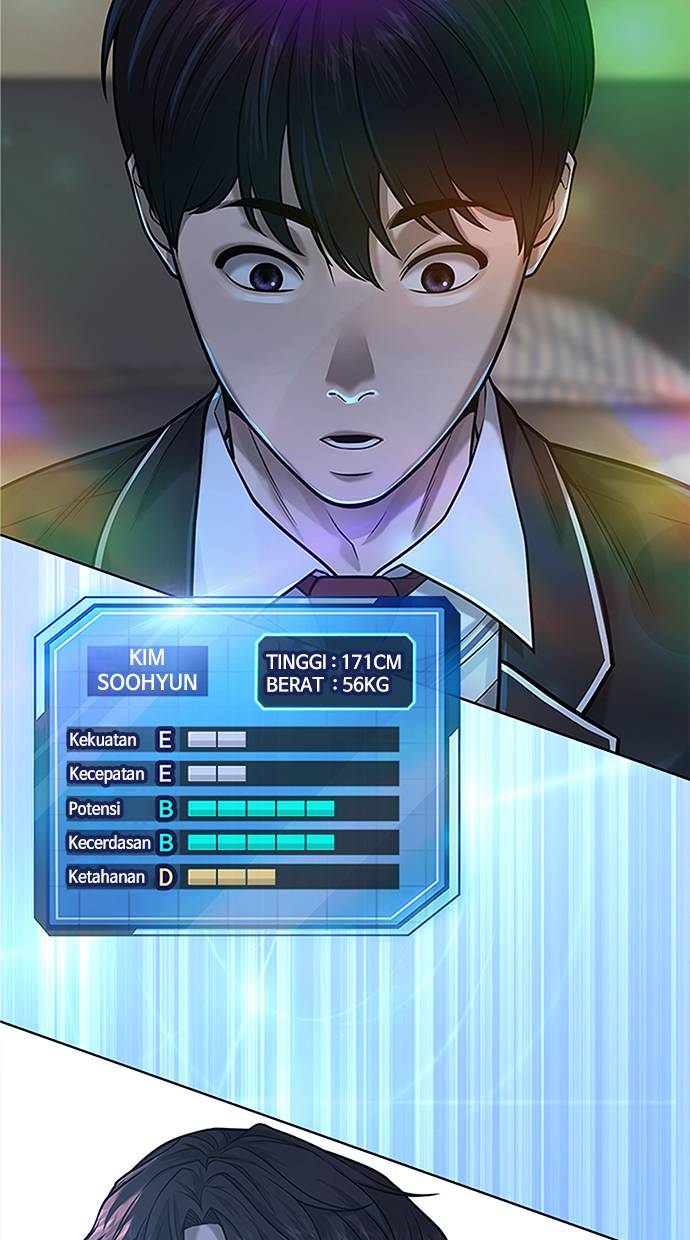 KIM
SOOHYUN
TINGGI : 171CM
BERAT : 56KG
Kekuatan E
Kecepatan E
Potensi B
Kecerdasan B
Ketahanan D